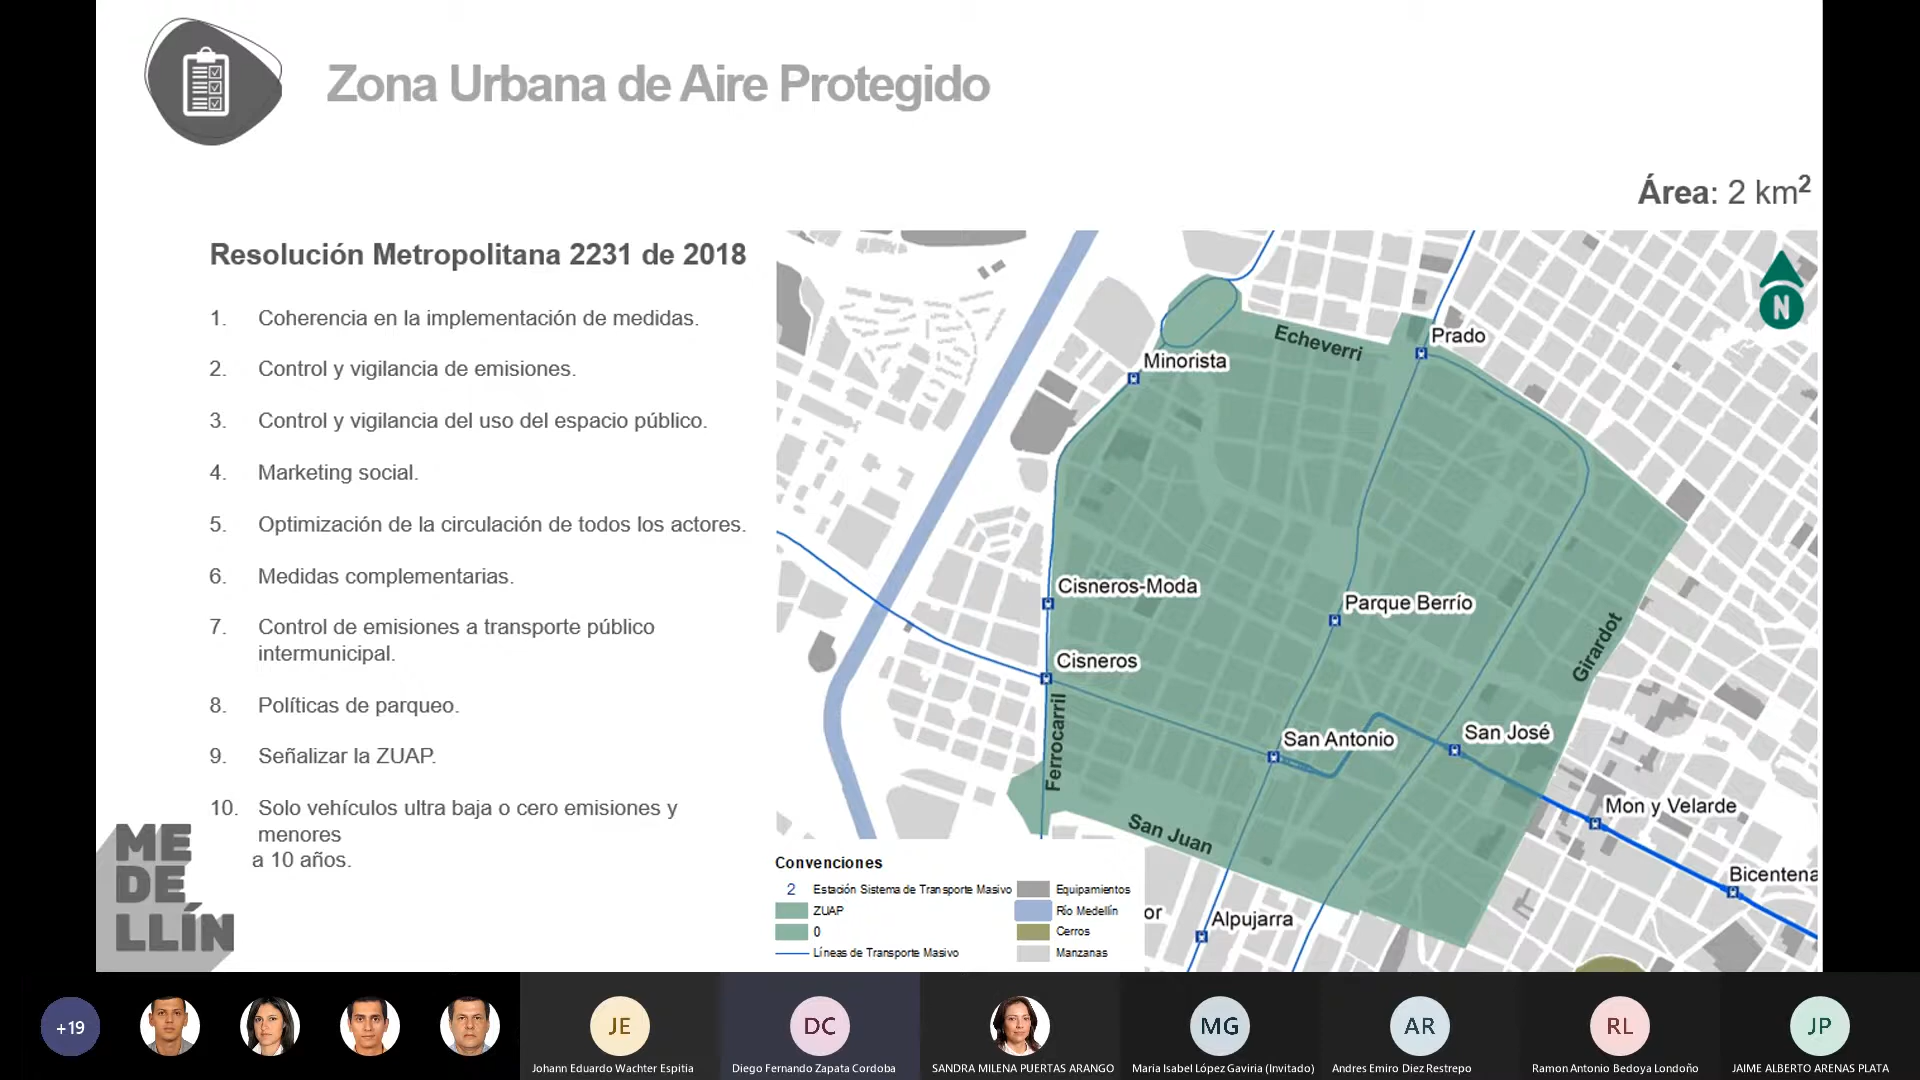 Zona Urbana de Aire Protegido
Área: 2 km²
Resolución Metropolitana 2231 de 2018
1. Coherencia en la implementación de medidas.
2. Control y vigilancia de emisiones.
3. Control y vigilancia del uso del espacio público.
4. Marketing social.
5. Optimización de la circulación de todos los actores.
6. Medidas complementarias.
7. Control de emisiones a transporte público
intermunicipal.
8. Políticas de parqueo.
9. Señalizar la ZUAP.
10. Solo vehículos ultra baja o cero emisiones y
menores
a 10 años.
ME
DE
LLÍN
N
Echeverri
Prado
Minorista
Cisneros-Moda
Parque Berrío
Cisneros
Girardot
Ferrocarril
San Antonio
San José
Mon y Velarde
San Juan
Bicentena
or
Alpujarra
Convenciones
2 Estación Sistema de Transporte Masivo
ZUAP
0
Líneas de Transporte Masivo
Equipamientos
Río Medellín
Cerros
Manzanas
+19
JE
DC
MG
AR
RL
JP
Johann Eduardo Wachter Espitia
Diego Fernando Zapata Cordoba
SANDRA MILENA PUERTAS ARANGO
Maria Isabel López Gaviria (Invitado)
Andres Emiro Diez Restrepo
Ramon Antonio Bedoya Londoño
JAIME ALBERTO ARENAS PLATA